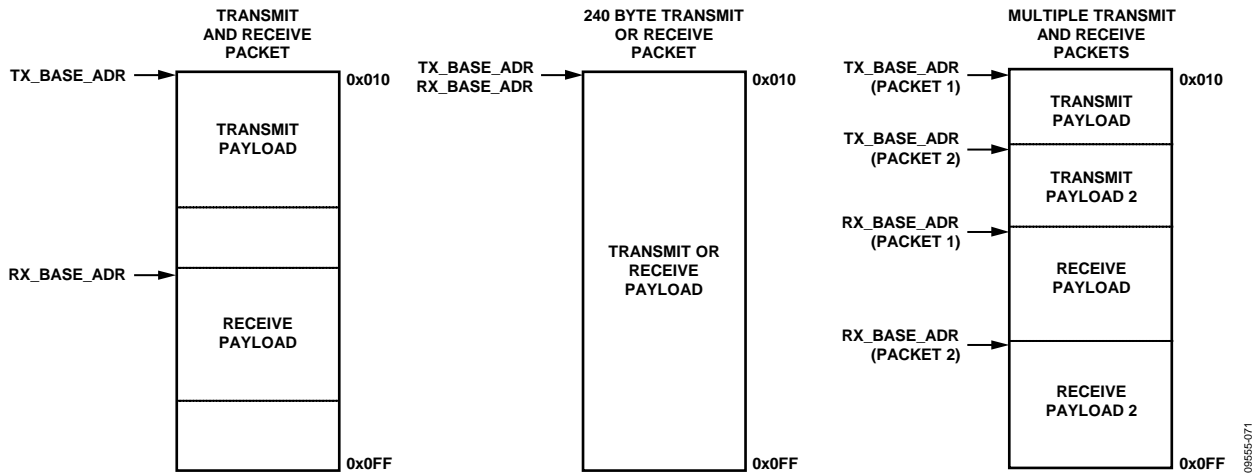 TRANSMIT
AND RECEIVE
PACKET
TX_BASE_ADR
0x010
TRANSMIT
PAYLOAD
RX_BASE_ADR
RECEIVE
PAYLOAD
0x0FF
240 BYTE TRANSMIT
OR RECEIVE
PACKET
TX_BASE_ADR
RX_BASE_ADR
0x010
TRANSMIT OR
RECEIVE
PAYLOAD
0x0FF
MULTIPLE TRANSMIT
AND RECEIVE
PACKETS
TX_BASE_ADR
(PACKET 1)
0x010
TRANSMIT
PAYLOAD
TX_BASE_ADR
(PACKET 2)
TRANSMIT
PAYLOAD 2
RX_BASE_ADR
(PACKET 1)
RECEIVE
PAYLOAD
RX_BASE_ADR
(PACKET 2)
RECEIVE
PAYLOAD 2
0x0FF
09555-071